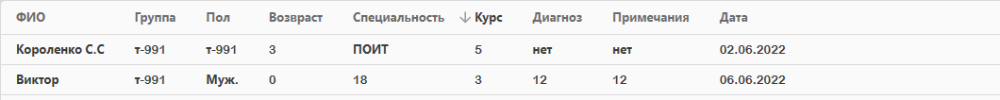 ФИО Группа Пол Возвраст Специальность Курс Диагноз Примечания Дата
Короленко С.С т-991 т-991 3 ПОИТ 5 нет нет 02.06.2022
Виктор т-991 Муж. 0 18 3 12 12 06.06.2022